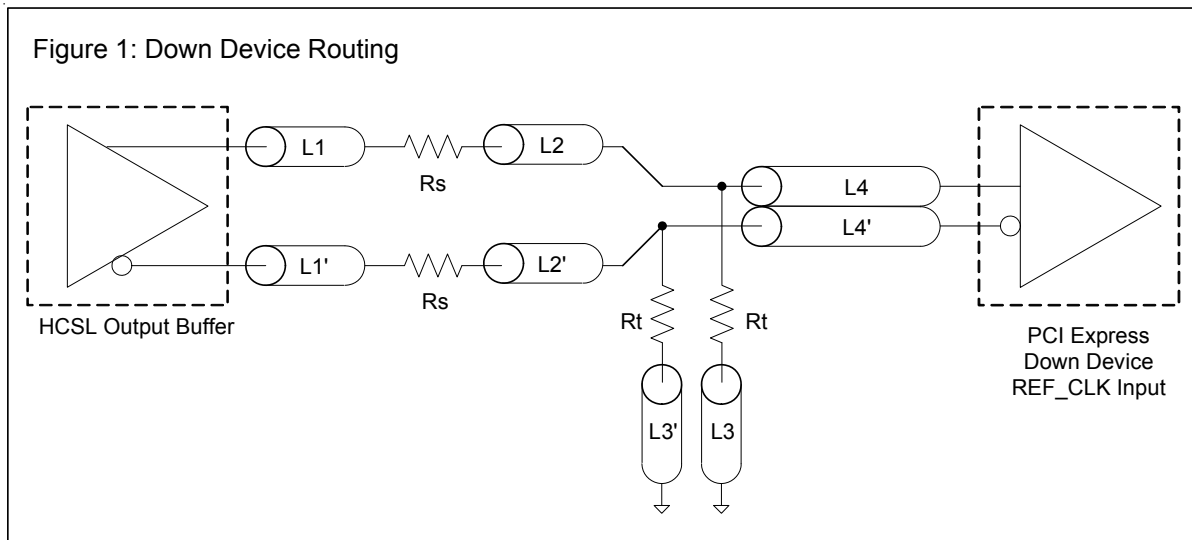 Figure 1: Down Device Routing
L1
Rs
L2
L4
L4'
L1'
Rs
L2'
HCSL Output Buffer
Rt
Rt
L3'
L3
PCI Express
Down Device
REF_CLK Input